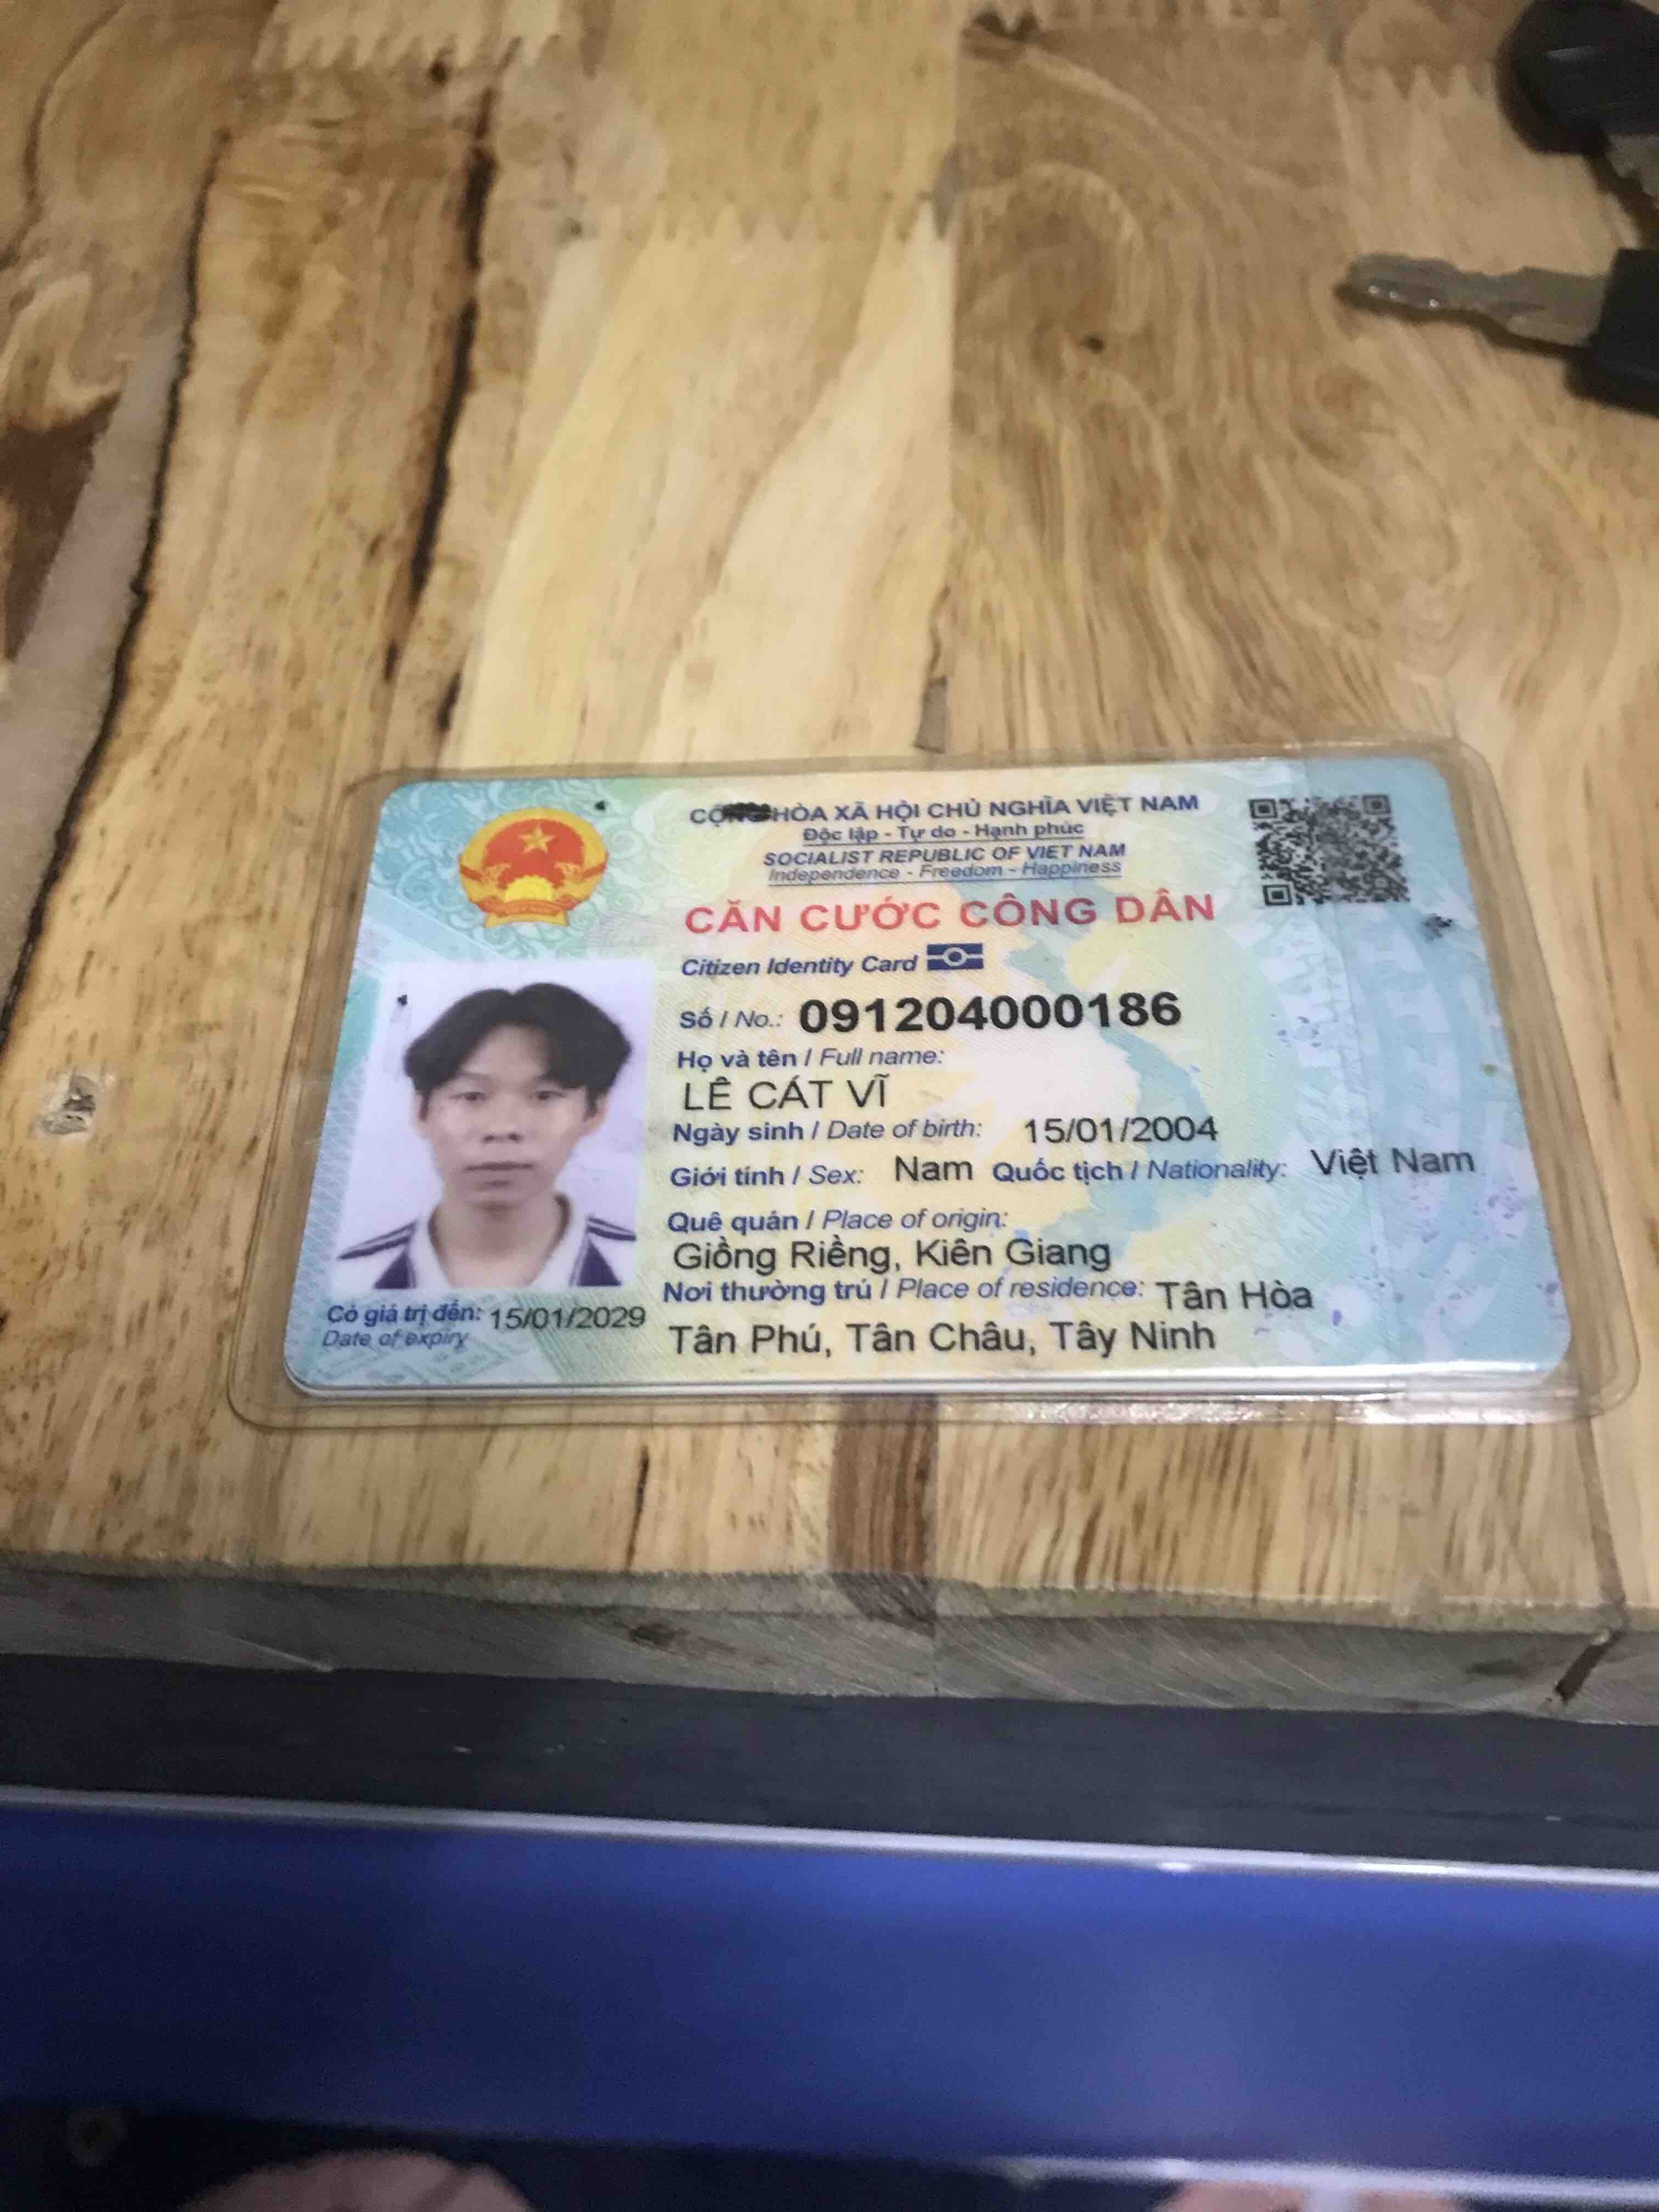 CỘNG HÒA XÃ HỘI CHỦ NGHĨA VIỆT NAM
Độc lập - Tự do - Hạnh phúc
SOCIALIST REPUBLIC OF VIET NAM
Independence - Freedom - Happiness
CĂN CƯỚC CÔNG DÂN
Citizen Identity Card
Số / No.: 091204000186
Họ và tên / Full name:
LÊ CÁT VĨ
Ngày sinh / Date of birth: 15/01/2004
Giới tính / Sex: Nam Quốc tịch / Nationality: Việt Nam
Quê quán / Place of origin:
Giồng Riềng, Kiên Giang
Nơi thường trú / Place of residence: Tân Hòa
Tân Phú, Tân Châu, Tây Ninh
Có giá trị đến: 15/01/2029
Date of expiry